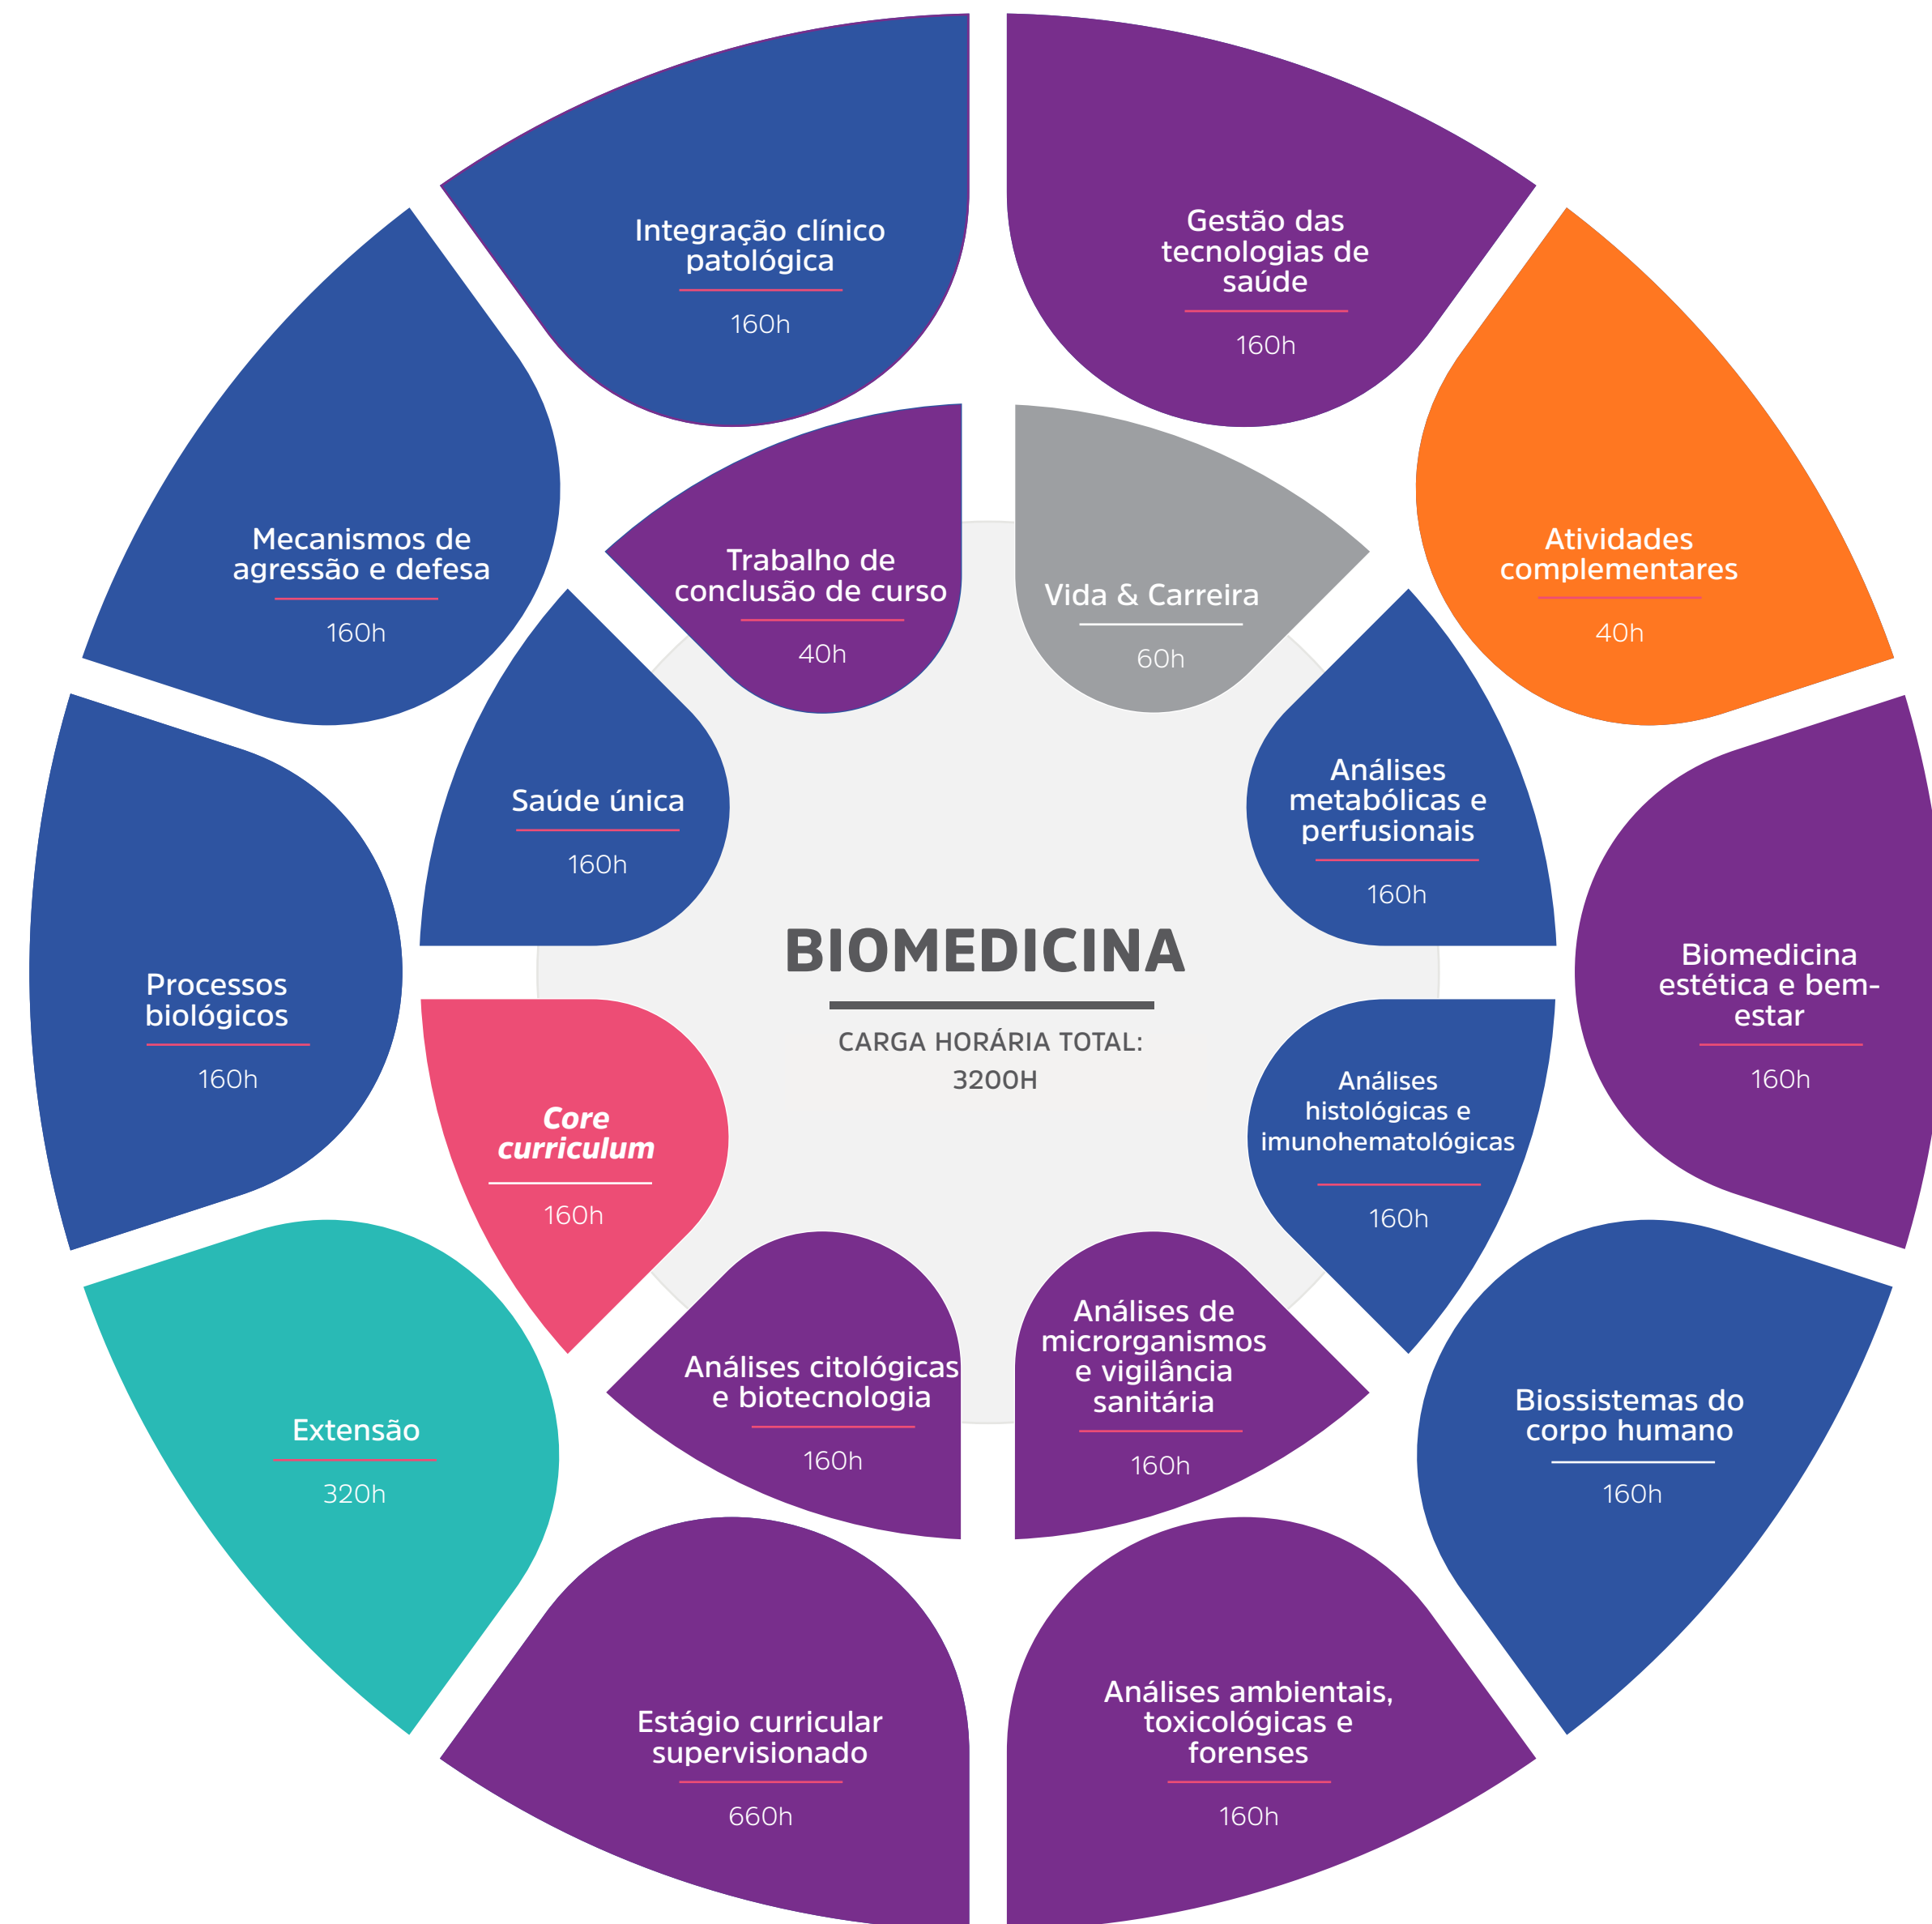 Integração clínico
patológica
160h
Gestão das
tecnologias de
saúde
160h
Atividades
complementares
40h
Biomedicina
estética e bem-
estar
160h
Biossistemas do
corpo humano
160h
Análises ambientais,
toxicológicas e
forenses
160h
Estágio curricular
supervisionado
660h
Extensão
320h
Processos
biológicos
160h
Mecanismos de
agressão e defesa
160h
Trabalho de
conclusão de curso
40h
Vida & Carreira
60h
Análises
metabólicas e
perfusionais
160h
Análises
histológicas e
imunohematológicas
160h
Análises de
microrganismos
e vigilância
sanitária
160h
Análises citológicas
e biotecnologia
160h
Core
curriculum
160h
Saúde única
160h
BIOMEDICINA
CARGA HORÁRIA TOTAL:
3200H